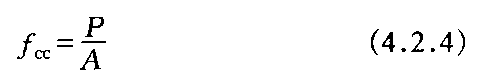 f_cc = P/A (4.2.4)